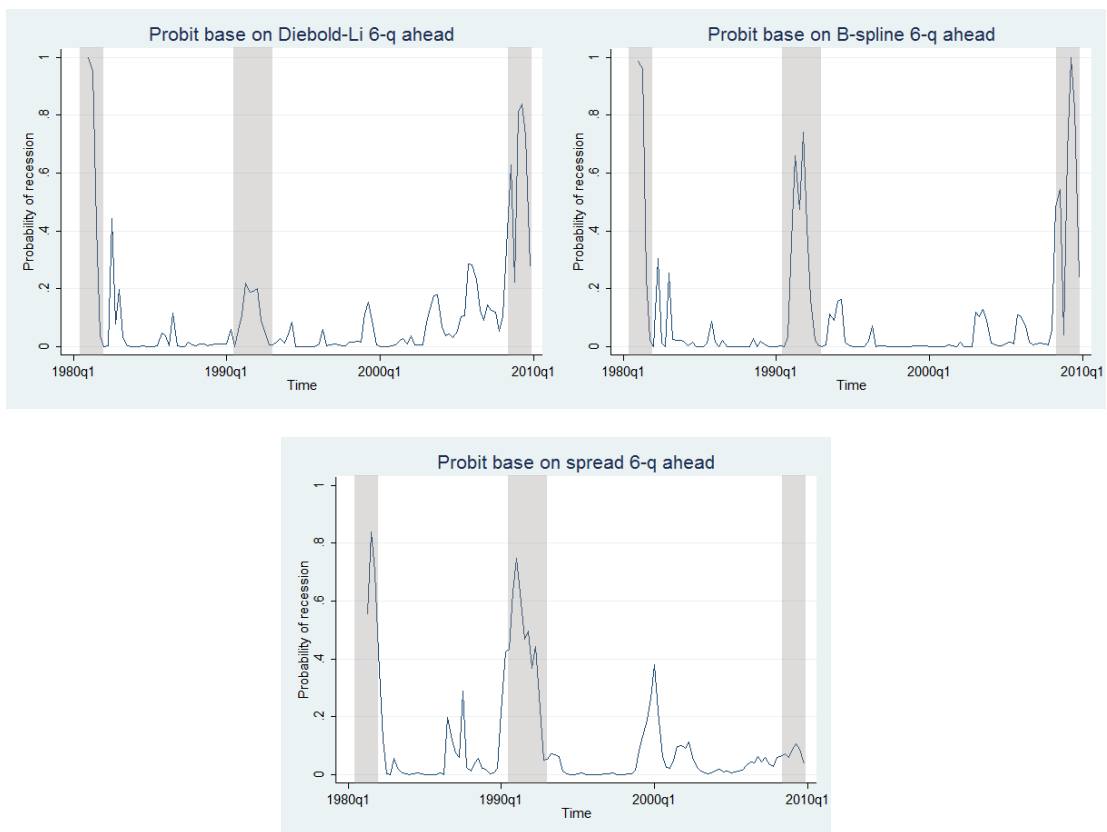 Probit base on Diebold-Li 6-q ahead
Probability of recession
1
.8
.6
.4
.2
0
1980q1 1990q1 2000q1 2010q1
Time
Probit base on B-spline 6-q ahead
Probability of recession
1
.8
.6
.4
.2
0
1980q1 1990q1 2000q1 2010q1
Time
Probit base on spread 6-q ahead
Probability of recession
1
.8
.6
.4
.2
0
1980q1 1990q1 2000q1 2010q1
Time